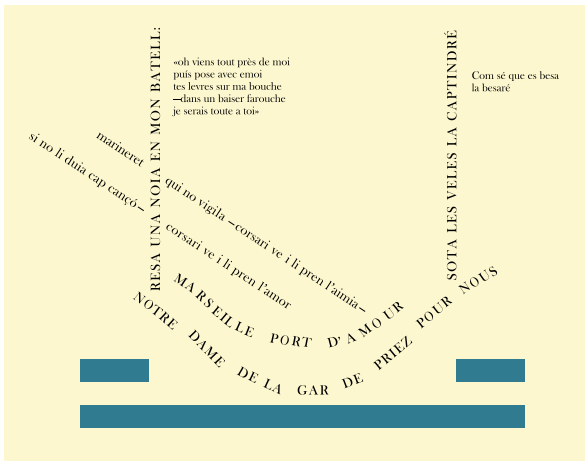 RESA UNA NOIA EN MON BATELL:
«oh viens tout près de moi
puis pose avec emoi
tes levres sur ma bouche
—dans un baiser farouche
je serais toute a toi»
SOTA LES VELES LA CAPTINDRÉ
Com sé que es besa
la besaré
marineret qui no vigila —corsari ve i li pren l'aimia—
si no li duia cap cançó— corsari ve i li pren l'amor
MARSEILLE PORT D'AMOUR
NOTRE DAME DE LA GAR DE PRIEZ POUR NOUS